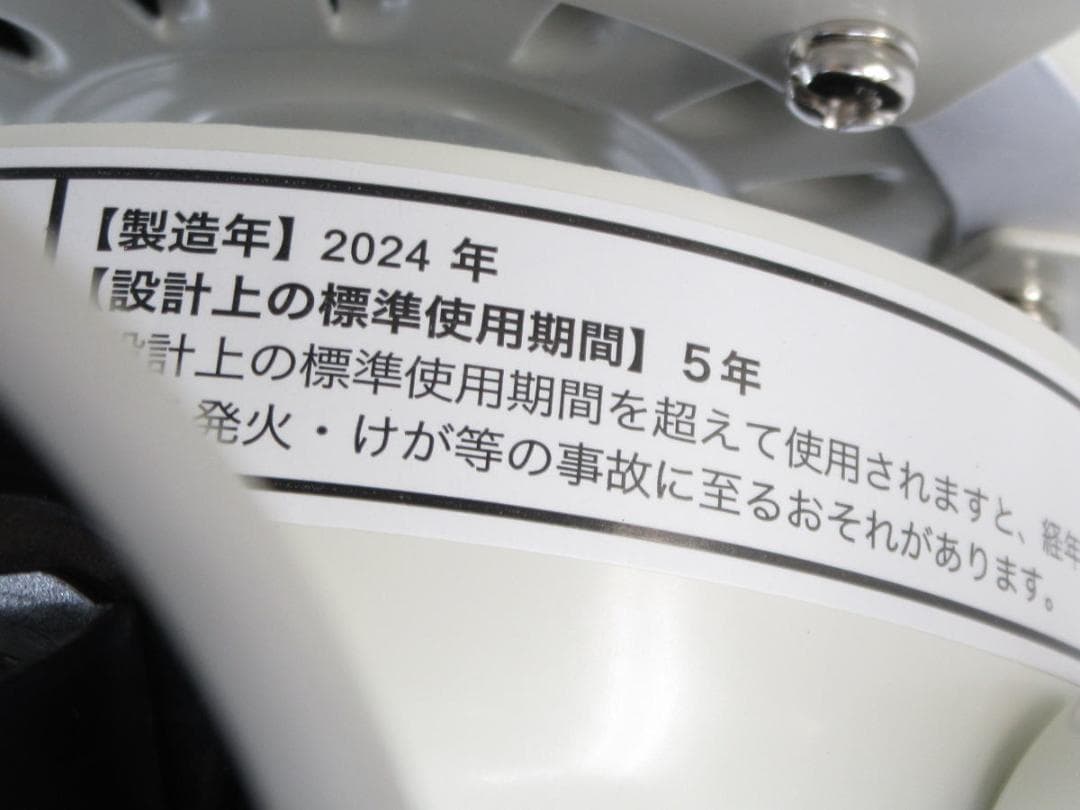 【製造年】2024 年
【設計上の標準使用期間】5年
設計上の標準使用期間を超えて使用されますと、経年
発火・けが等の事故に至るおそれがあります。